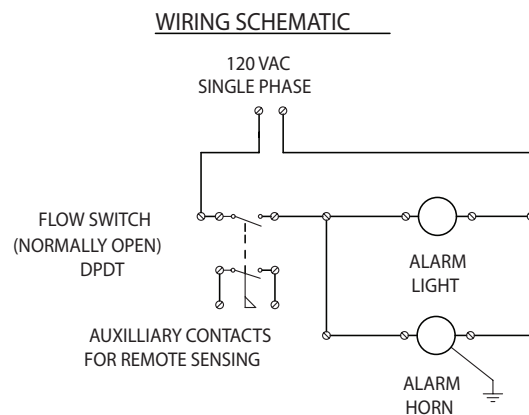 WIRING SCHEMATIC
120 VAC
SINGLE PHASE
FLOW SWITCH
(NORMALLY OPEN)
DPDT
ALARM
LIGHT
AUXILLIARY CONTACTS
FOR REMOTE SENSING
ALARM
HORN